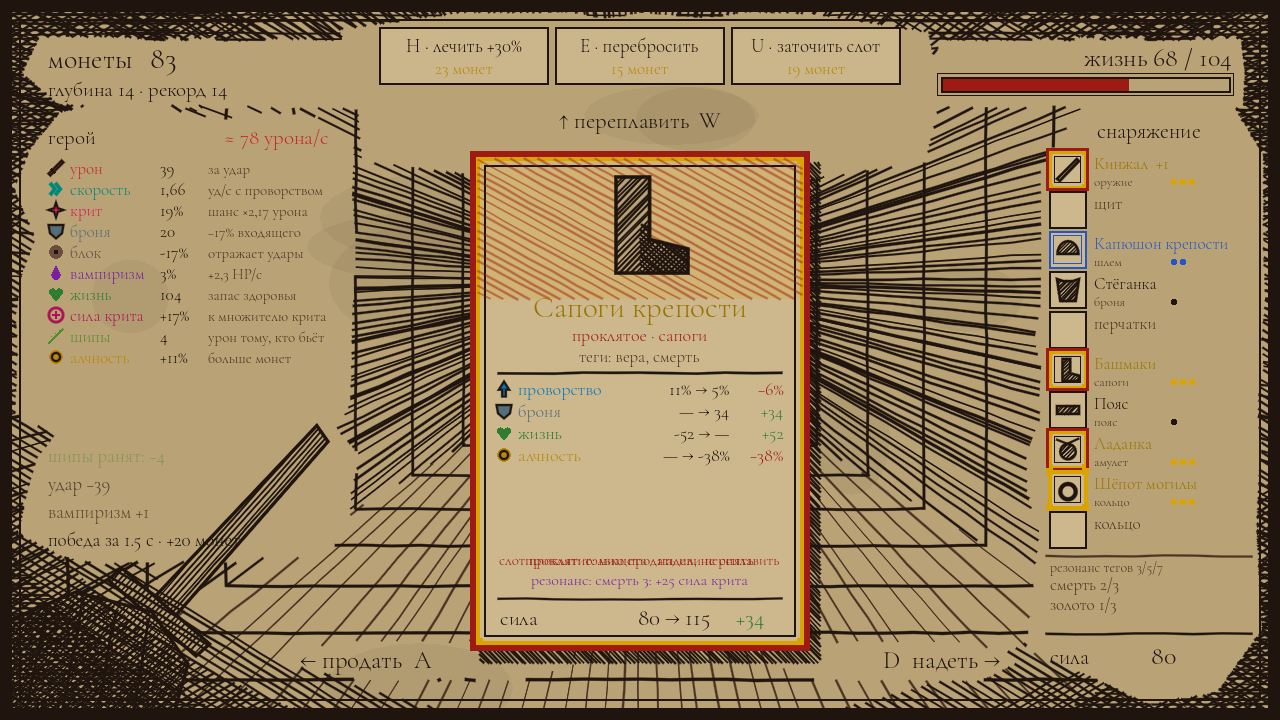 монеты 83
глубина 14 · рекорд 14
H · лечить +30%
23 монет
E · перебросить
15 монет
U · заточить слот
19 монет
жизнь 68 / 104
↑ переплавить W
герой ≈ 78 урона/с
урон 39 за удар
скорость 1,66 уд/с с проворством
крит 19% шанс ×2,17 урона
броня 20 −17% входящего
блок -17% отражает удары
вампиризм 3% +2,3 HP/с
жизнь 104 запас здоровья
сила крита +17% к множителю крита
шипы 4 урон тому, кто бьёт
алчность +11% больше монет
шипы ранят: −4
удар −39
вампиризм +1
победа за 1.5 с · +20 монет
Сапоги крепости
проклятое · сапоги
теги: вера, смерть
проворство 11% → 5% −6%
броня — → 34 +34
жизнь -52 → — +52
алчность — → -38% −38%
резонанс: смерть 3: +25 сила крита
сила 80 → 115 +34
← продать A
D надеть →
снаряжение
Кинжал +1
оружие
щит
Капюшон крепости
шлем
Стёганка
броня
перчатки
Башмаки
сапоги
Пояс
пояс
Ладанка
амулет
Шёпот могилы
кольцо
кольцо
резонанс тегов 3/5/7
смерть 2/3
золото 1/3
сила 80